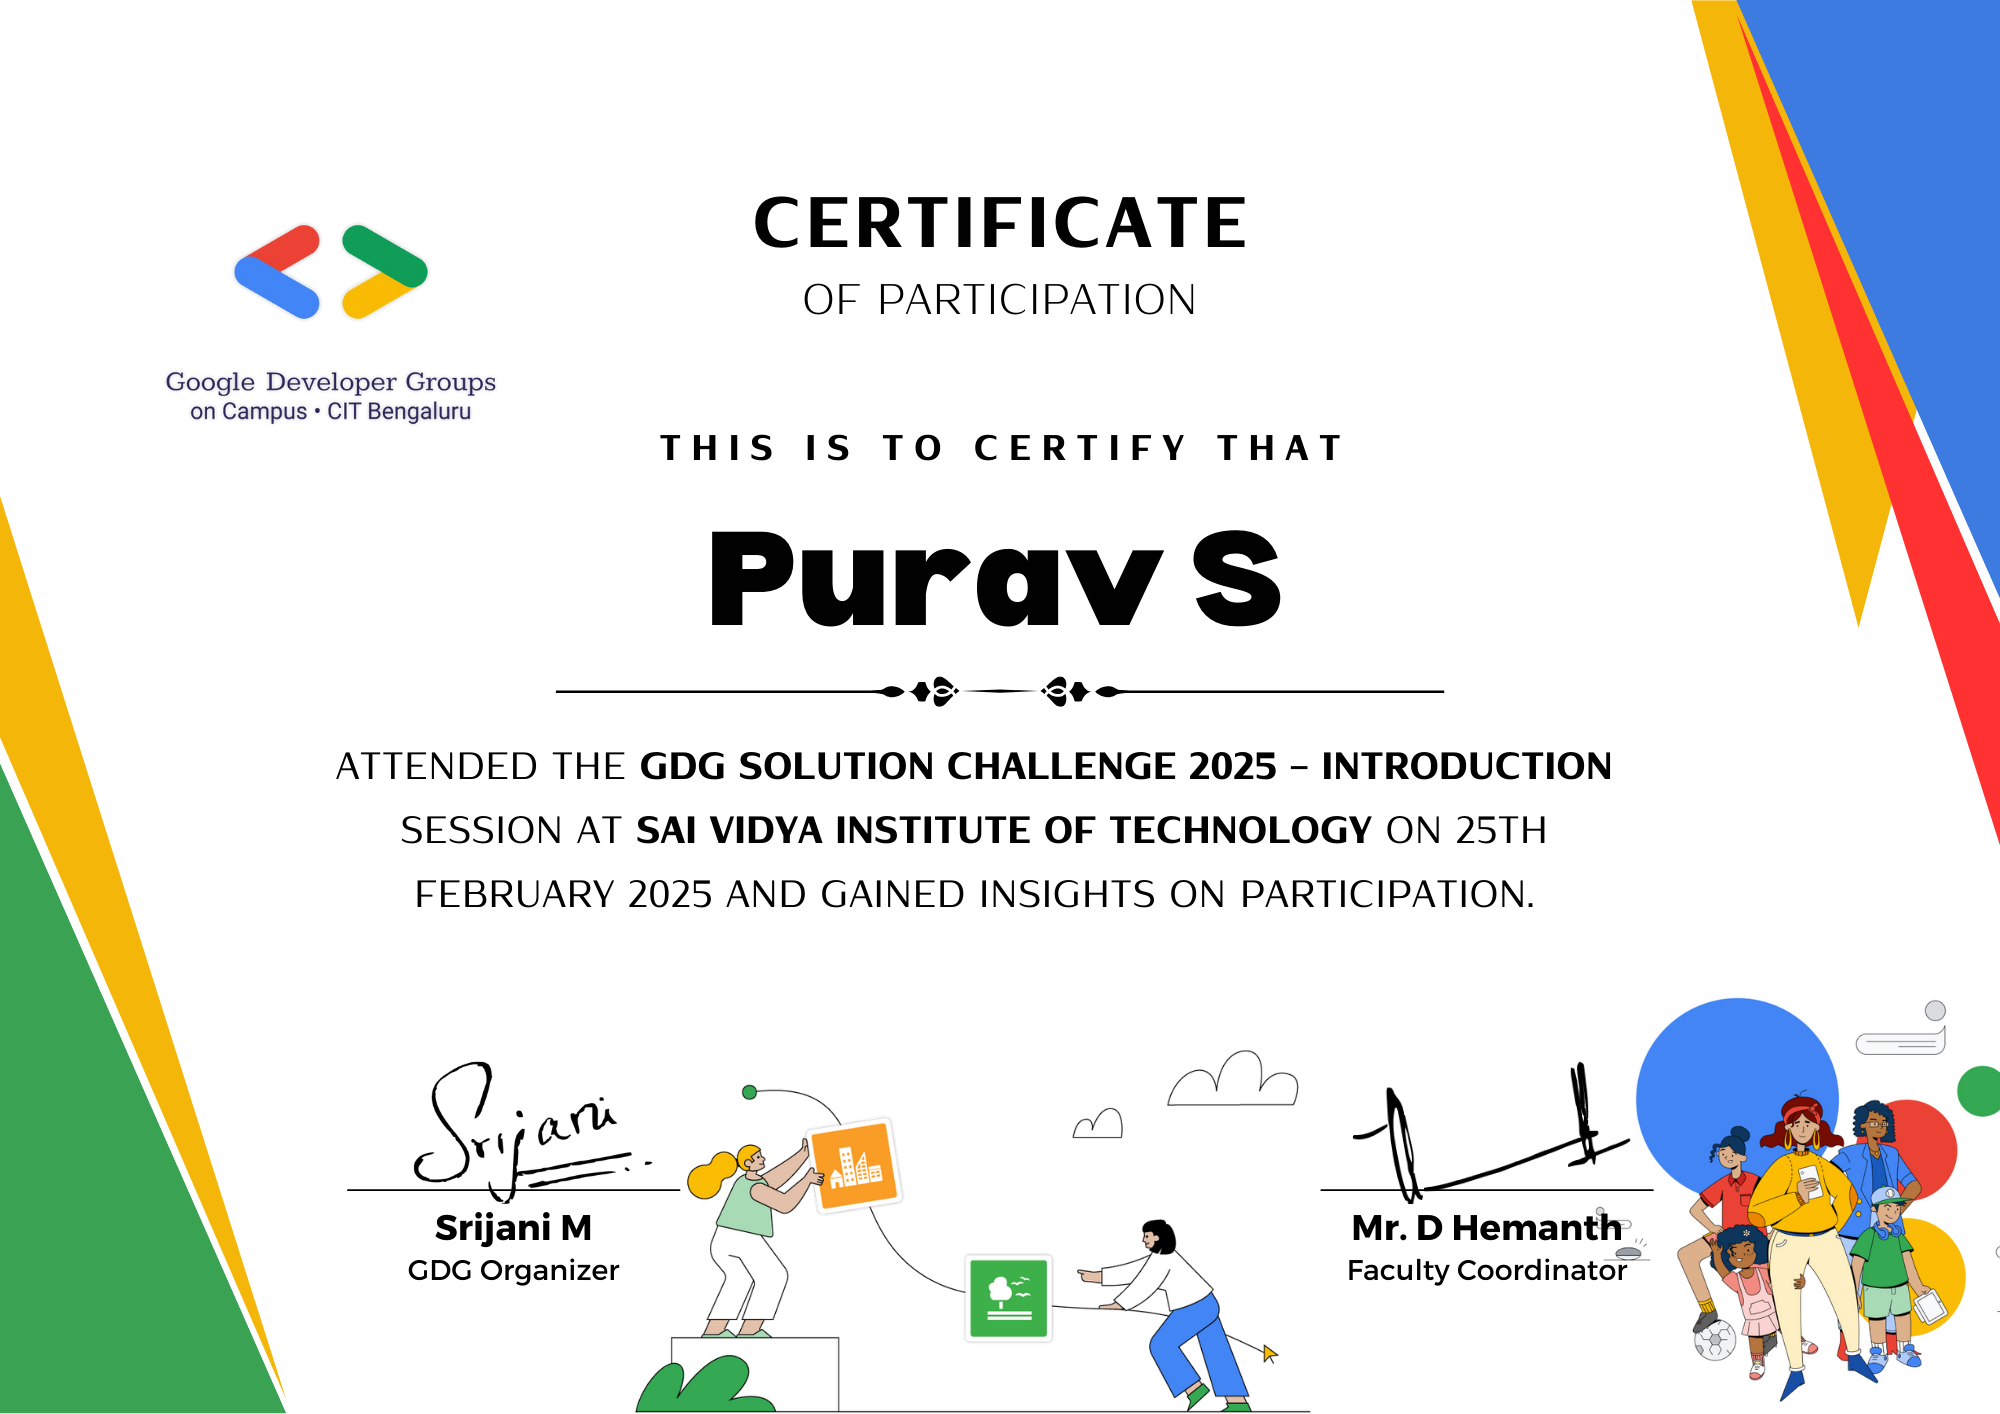 CERTIFICATE
OF PARTICIPATION
Google Developer Groups
on Campus • CIT Bengaluru
THIS IS TO CERTIFY THAT
Purav S
ATTENDED THE GDG SOLUTION CHALLENGE 2025 – INTRODUCTION
SESSION AT SAI VIDYA INSTITUTE OF TECHNOLOGY ON 25TH
FEBRUARY 2025 AND GAINED INSIGHTS ON PARTICIPATION.
Srijani
Srijani M
GDG Organizer
Mr. D Hemanth
Faculty Coordinator